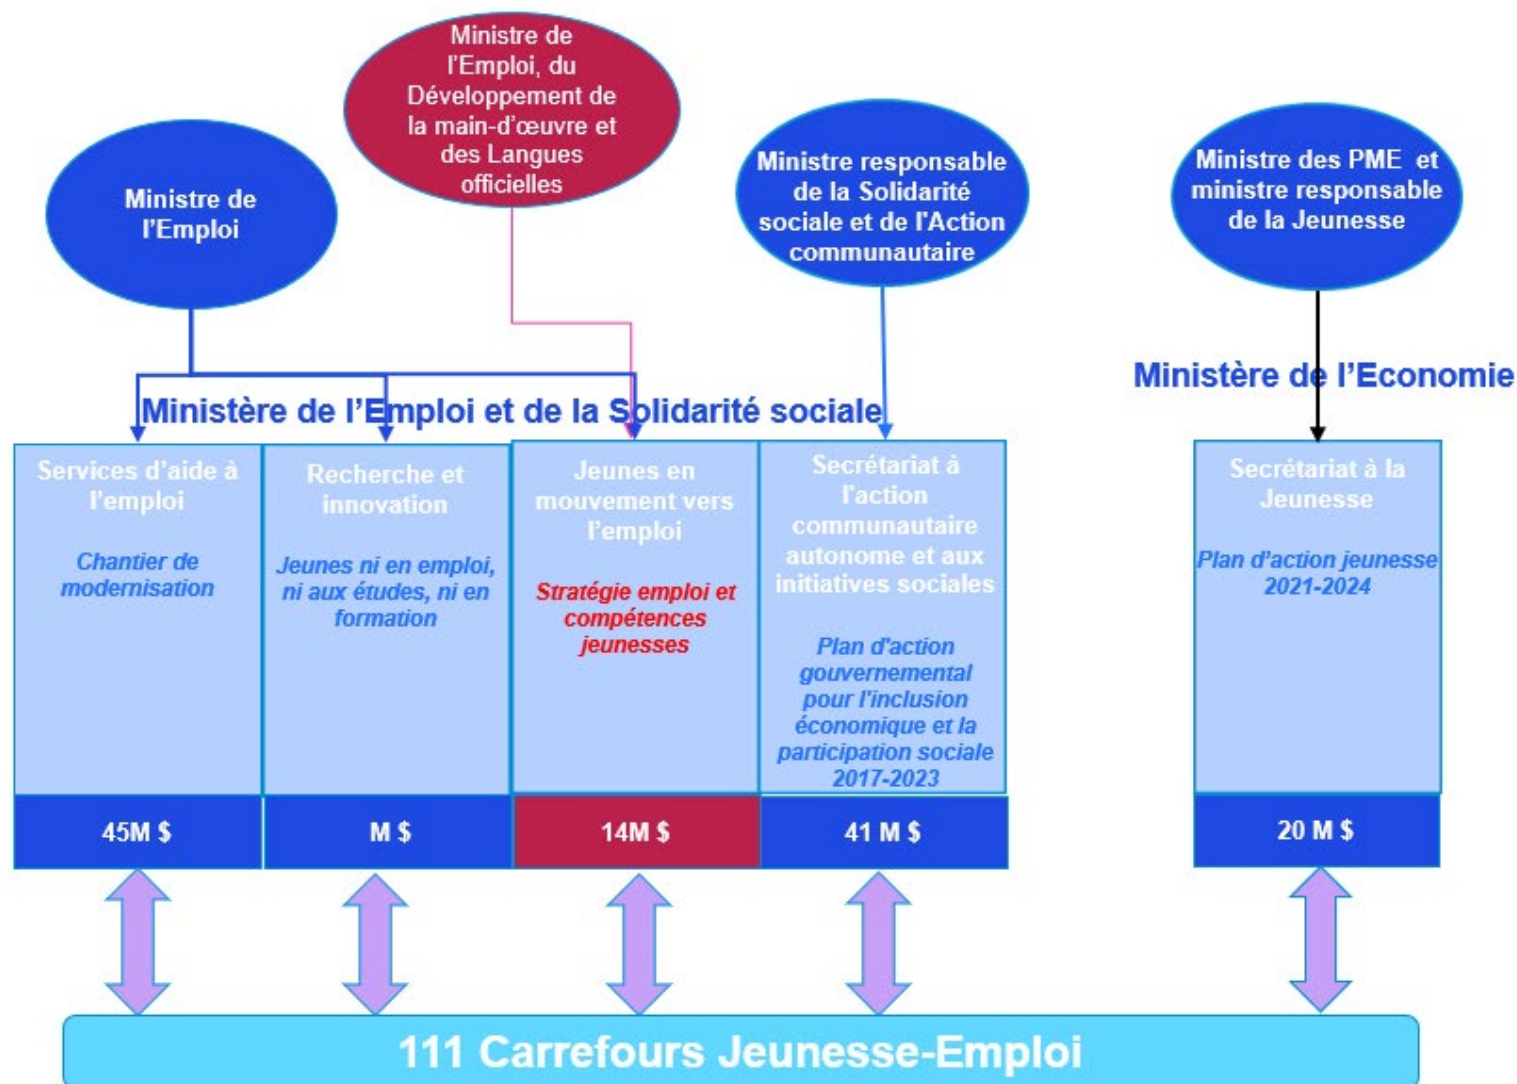 Ministre de
l'Emploi, du
Développement de
la main-d'œuvre et
des Langues
officielles
Ministre de
l'Emploi
Ministre responsable
de la Solidarité
sociale et de l'Action
communautaire
Ministre des PME et
ministre responsable
de la Jeunesse
Ministère de l'Emploi et de la Solidarité sociale
Ministère de l'Economie
Services d'aide à
l'emploi
Chantier de
modernisation
45M $
Recherche et
innovation
Jeunes ni en emploi,
ni aux études, ni en
formation
M $
Jeunes en
mouvement vers
l'emploi
Stratégie emploi et
compétences
jeunesses
14M $
Secrétariat à
l'action
communautaire
autonome et aux
initiatives sociales
Plan d'action
gouvernemental
pour l'inclusion
économique et la
participation sociale
2017-2023
41 M $
Secrétariat à la
Jeunesse
Plan d'action jeunesse
2021-2024
20 M $
111 Carrefours Jeunesse-Emploi